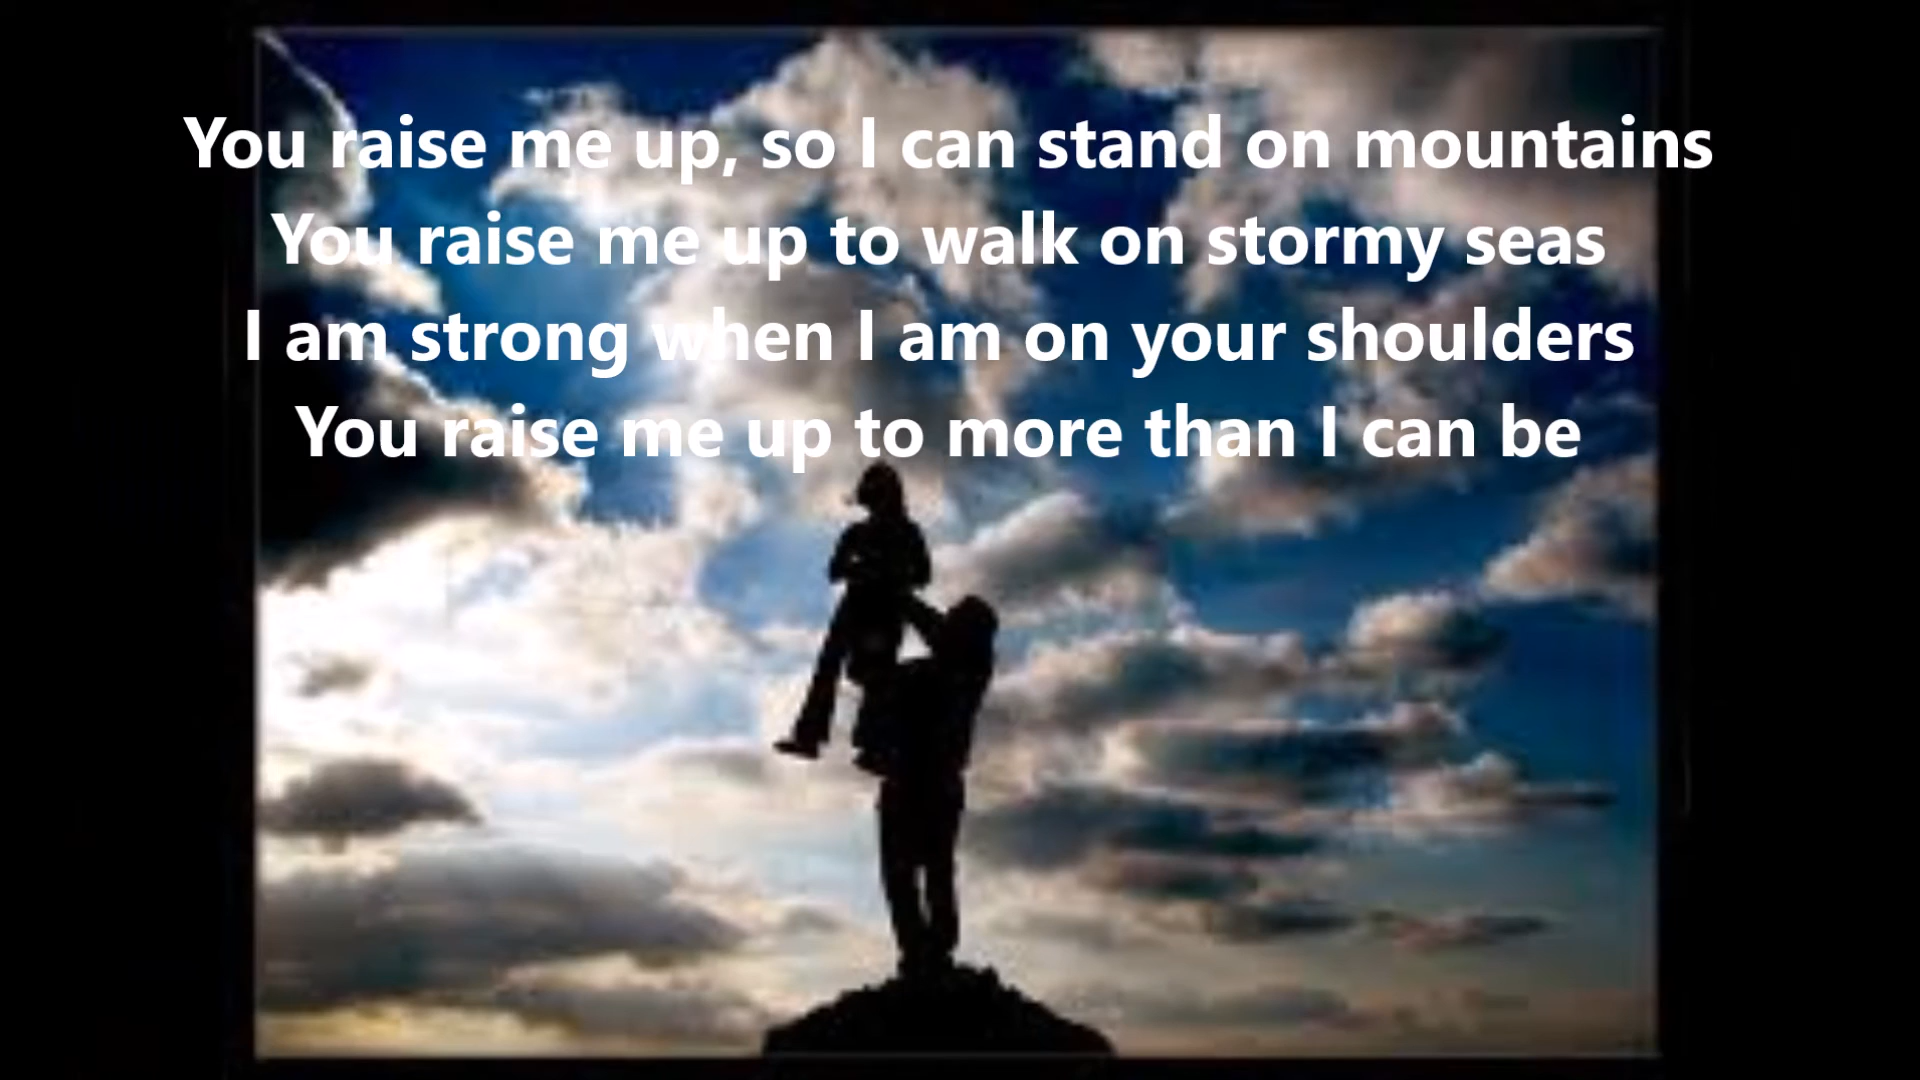 You raise me up, so I can stand on mountains
You raise me up to walk on stormy seas
I am strong when I am on your shoulders
You raise me up to more than I can be